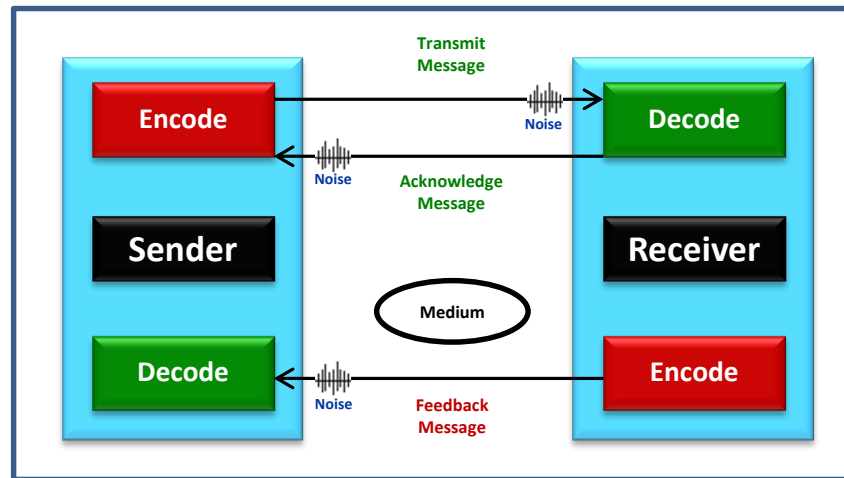 Transmit
Message
Encode
Noise
Decode
Noise
Acknowledge
Message
Sender
Receiver
Medium
Decode
Noise
Encode
Feedback
Message